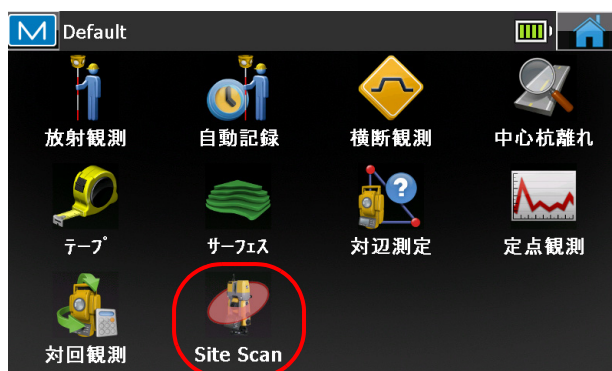 M Default
放射観測 自動記録 横断観測 中心杭離れ
ﾃｰﾌﾟ ｻｰﾌｪｽ 対辺測定 定点観測
?
対回観測 Site Scan